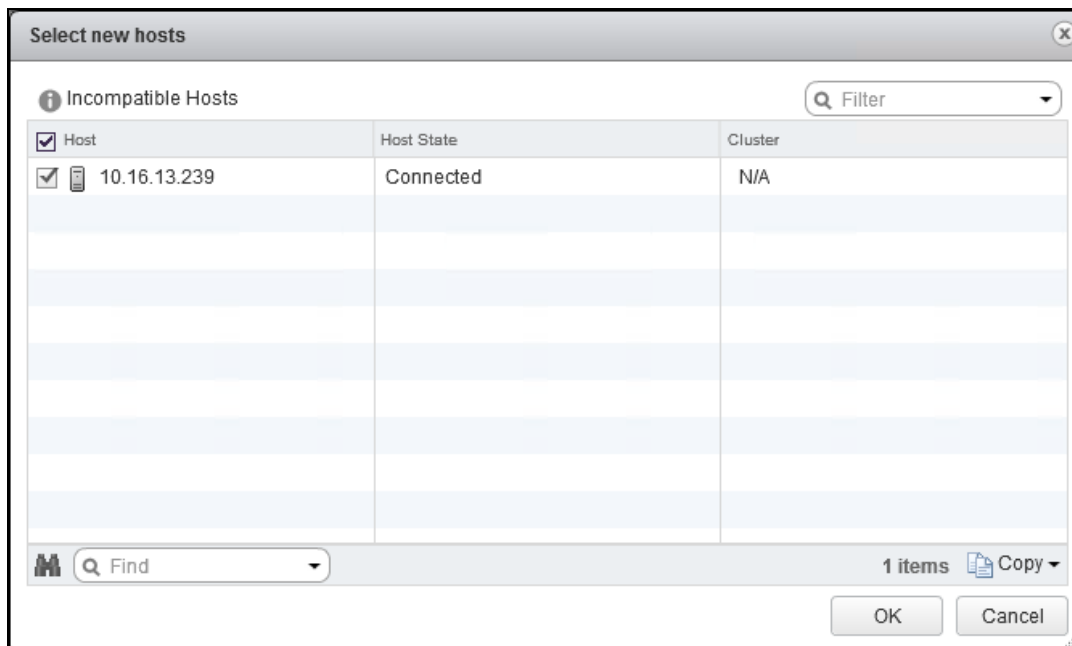 Select new hosts
Incompatible Hosts
Filter
Host Host State Cluster
10.16.13.239 Connected N/A
Find
1 items Copy
OK Cancel